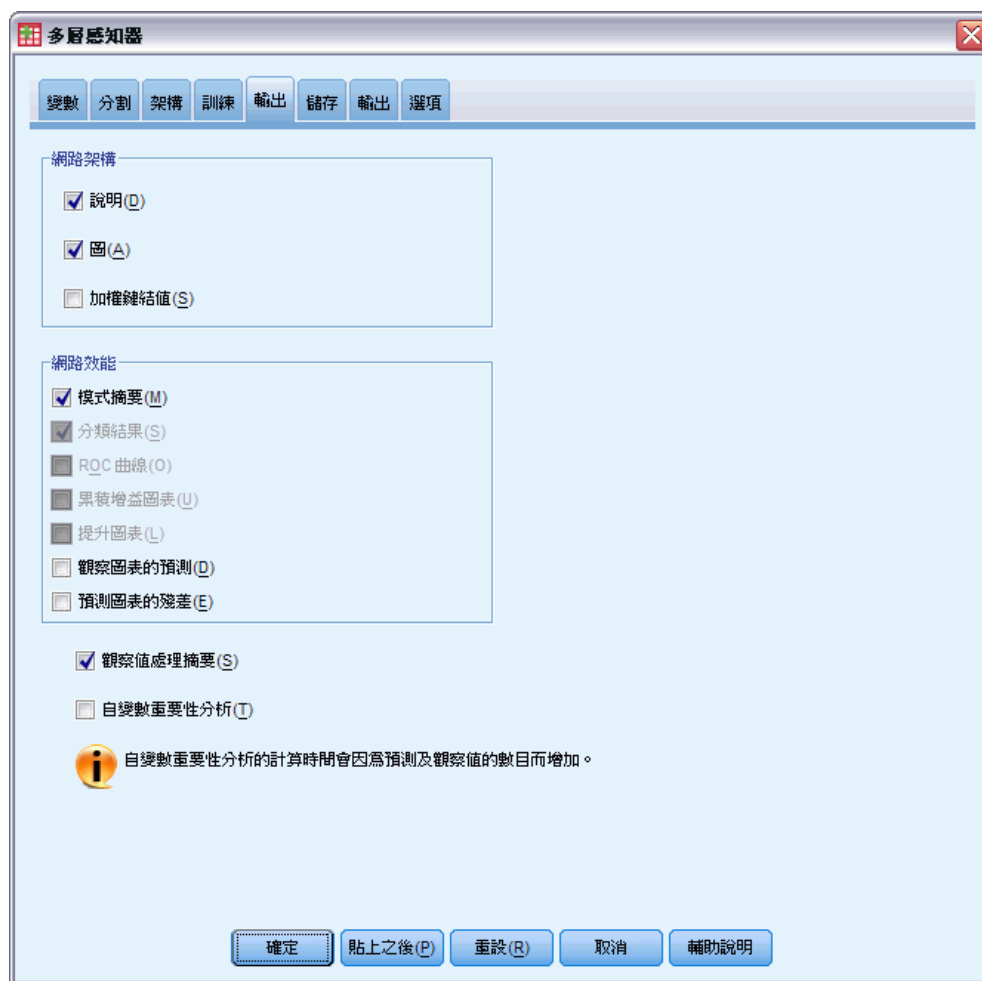 多層感知器
變數 分割 架構 訓練 輸出 儲存 輸出 選項
網路架構
說明(D)
圖(A)
加權鍵結值(S)
網路效能
模式摘要(M)
分類結果(S)
ROC 曲線(O)
累積增益圖表(U)
提升圖表(L)
觀察圖表的預測(D)
預測圖表的殘差(E)
觀察值處理摘要(S)
自變數重要性分析(T)
自變數重要性分析的計算時間會因為預測及觀察值的數目而增加。
確定 貼上之後(P) 重設(R) 取消 輔助說明